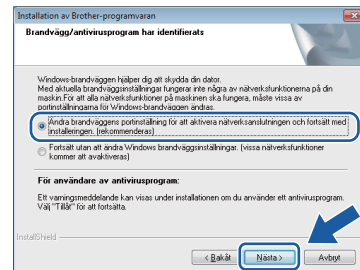 Installation av Brother-programvaran
Brandvägg/antivirusprogram har identifierats
Windows-brandväggen hjälper dig att skydda din dator.
Med aktuella brandväggsinställningar fungerar inte några av nätverksfunktionerna på din
maskin.För att alla nätverksfunktioner på maskinen ska fungera, måste vissa av
portinställningarna för Windows-brandväggen ändras.
Ändra brandväggens portinställning för att aktivera nätverksanslutningen och fortsätt med
installeringen. (rekommenderas)
Fortsätt utan att ändra Windows brandväggsinställningar. (vissa nätverksfunktioner
kommer att avaktiveras)
För användare av antivirusprogram:
Ett varningsmeddelande kan visas under installationen om du använder ett antivirusprogram.
Välj "Tillåt" för att fortsätta.
InstallShield
< Bakåt Nästa > Avbryt